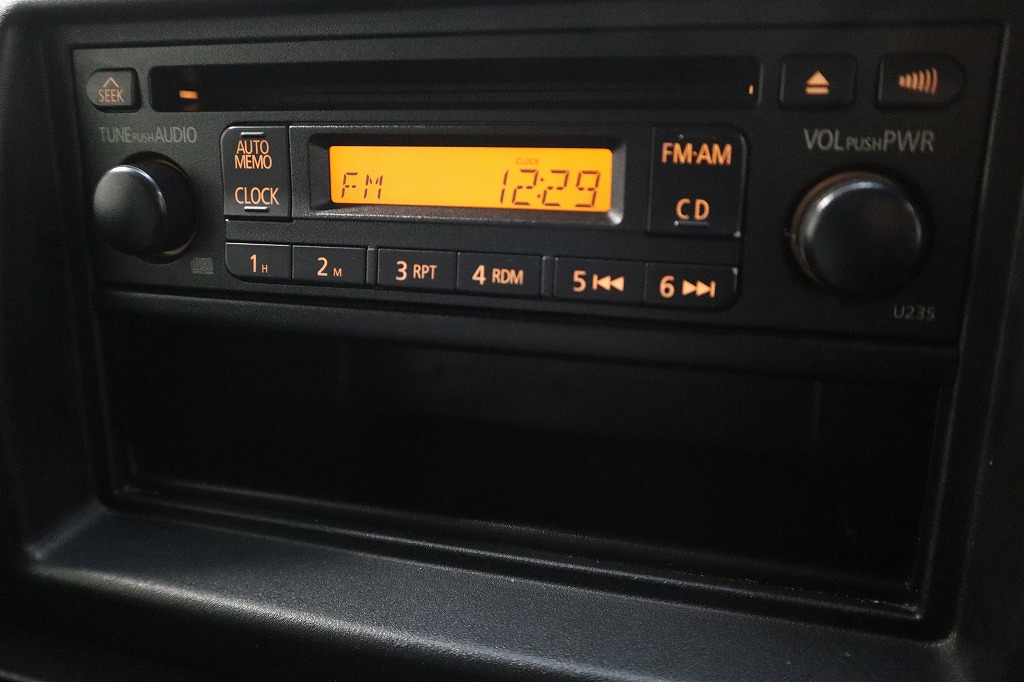 SEEK
TUNE PUSH AUDIO
AUTO
MEMO
CLOCK
CLOCK
FM 12:29
FM·AM
CD
VOL PUSH PWR
1 H
2 M
3 RPT
4 RDM
5
6
U235